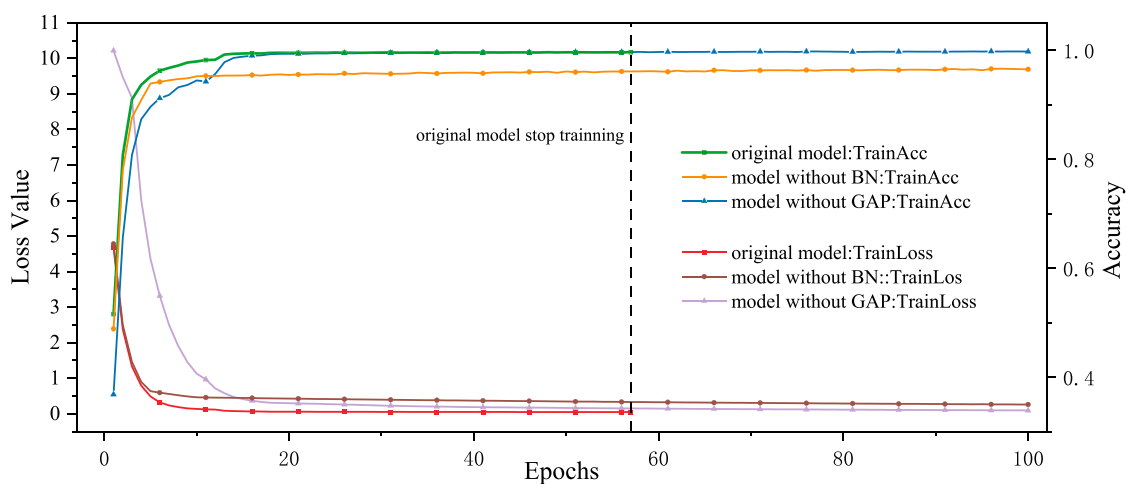 11
10
9
8
7
6
5
4
3
2
1
0
Loss Value
1.0
0.8
0.6
0.4
Accuracy
original model stop trainning
original model:TrainAcc
model without BN:TrainAcc
model without GAP:TrainAcc
original model:TrainLoss
model without BN::TrainLos
model without GAP:TrainLoss
0 20 40 60 80 100
Epochs